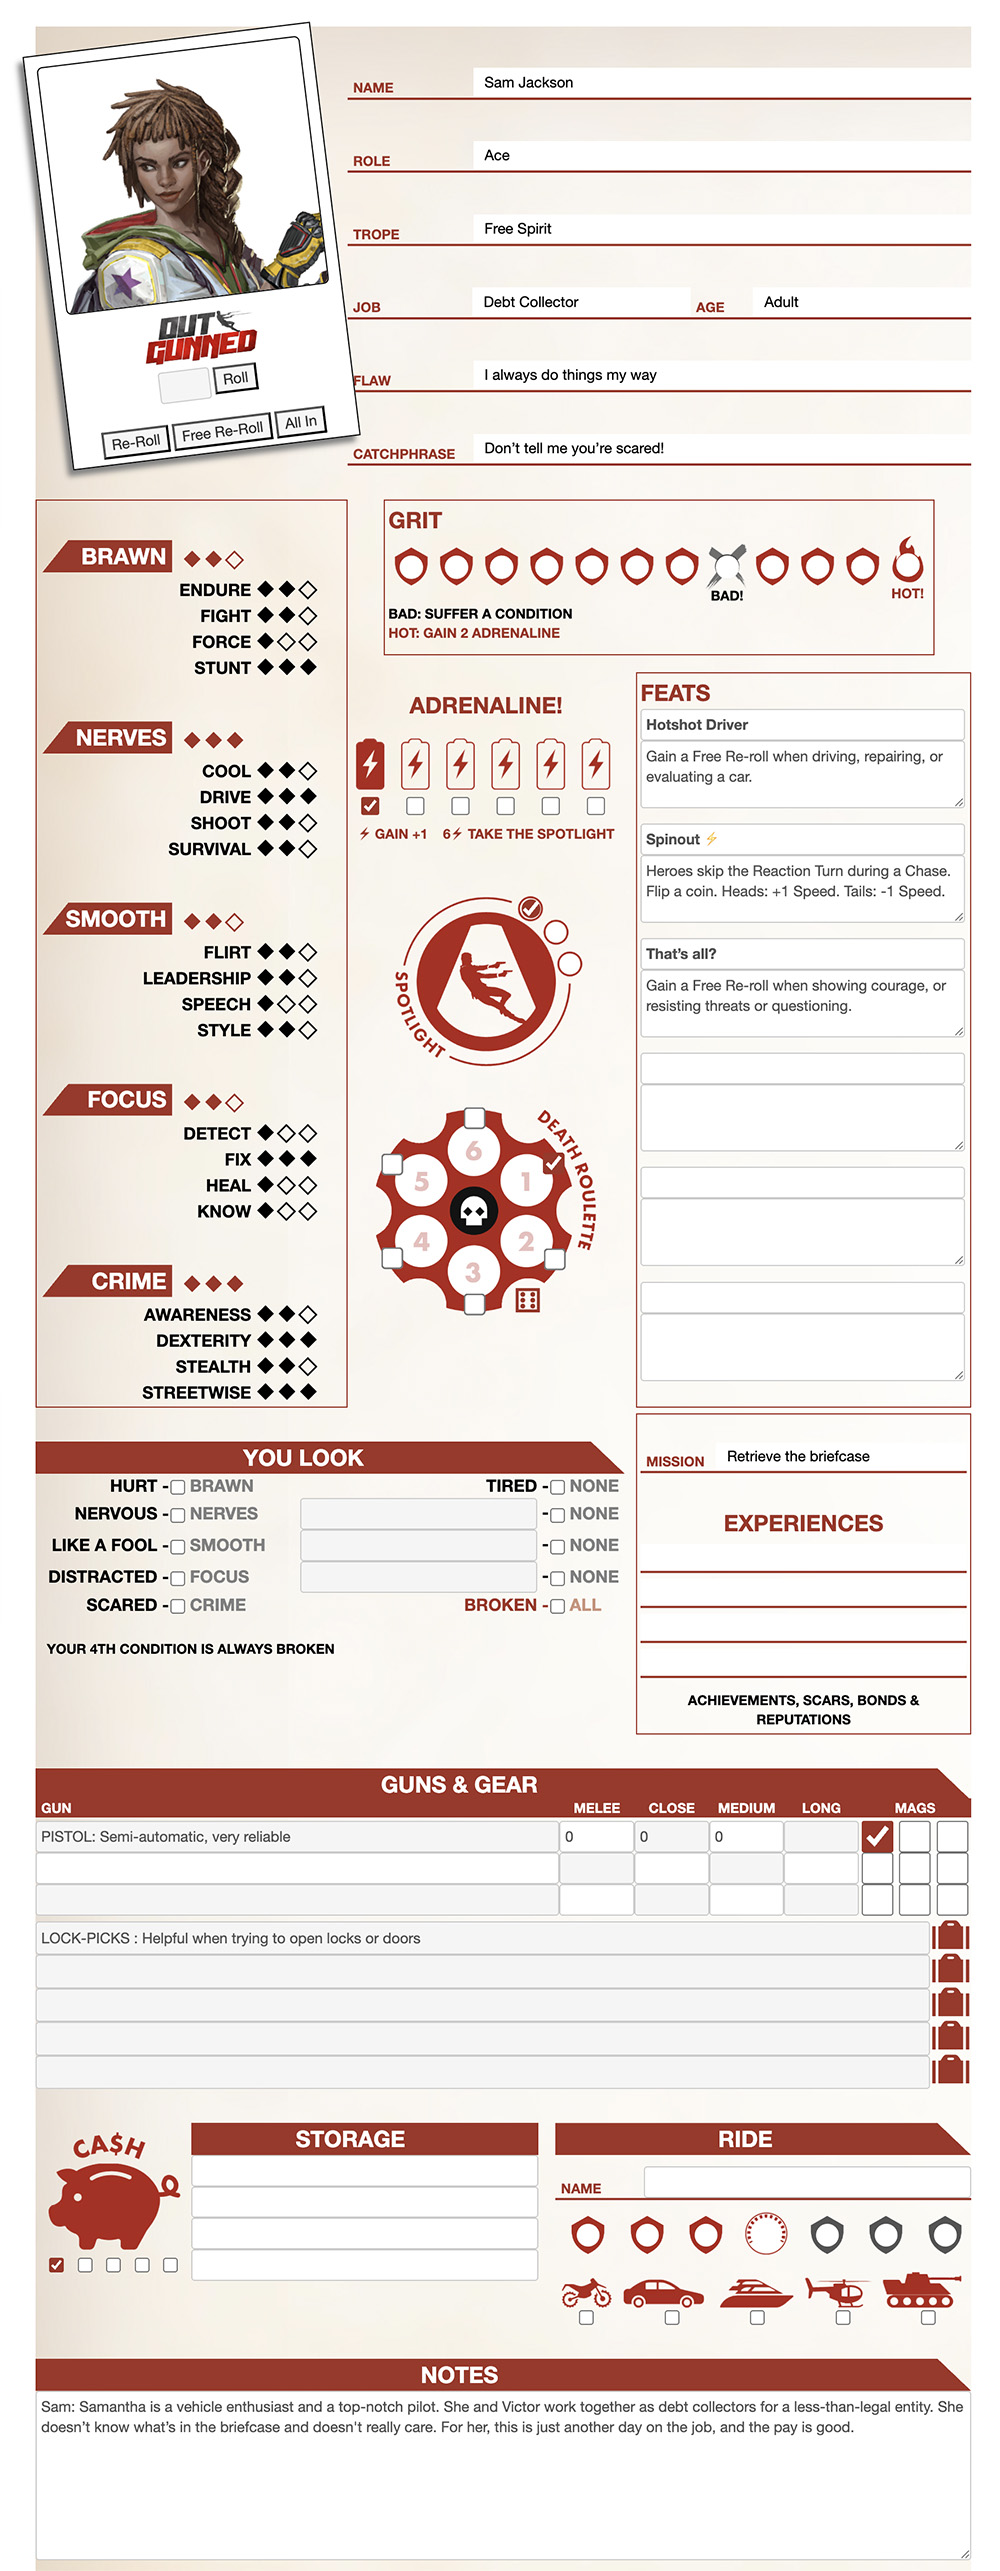 NAME Sam Jackson
ROLE Ace
TROPE Free Spirit
JOB Debt Collector AGE Adult
FLAW I always do things my way
CATCHPHRASE Don't tell me you're scared!
OUT
GUNNED
Roll
Re-Roll Free Re-Roll All In
BRAWN
ENDURE
FIGHT
FORCE
STUNT
NERVES
COOL
DRIVE
SHOOT
SURVIVAL
SMOOTH
FLIRT
LEADERSHIP
SPEECH
STYLE
FOCUS
DETECT
FIX
HEAL
KNOW
CRIME
AWARENESS
DEXTERITY
STEALTH
STREETWISE
GRIT
BAD! HOT!
BAD: SUFFER A CONDITION
HOT: GAIN 2 ADRENALINE
ADRENALINE!
⚡ GAIN +1 6⚡ TAKE THE SPOTLIGHT
SPOTLIGHT
DEATH ROULETTE
6
5 1
4 2
3
FEATS
Hotshot Driver
Gain a Free Re-roll when driving, repairing, or
evaluating a car.
Spinout ⚡
Heroes skip the Reaction Turn during a Chase.
Flip a coin. Heads: +1 Speed. Tails: -1 Speed.
That's all?
Gain a Free Re-roll when showing courage, or
resisting threats or questioning.
YOU LOOK
HURT - BRAWN TIRED - NONE
NERVOUS - NERVES - NONE
LIKE A FOOL - SMOOTH - NONE
DISTRACTED - FOCUS - NONE
SCARED - CRIME BROKEN - ALL
YOUR 4TH CONDITION IS ALWAYS BROKEN
MISSION Retrieve the briefcase
EXPERIENCES
ACHIEVEMENTS, SCARS, BONDS &
REPUTATIONS
GUNS & GEAR
GUN MELEE CLOSE MEDIUM LONG MAGS
PISTOL: Semi-automatic, very reliable 0 0 0
LOCK-PICKS : Helpful when trying to open locks or doors
CA$H
STORAGE
RIDE
NAME
NOTES
Sam: Samantha is a vehicle enthusiast and a top-notch pilot. She and Victor work together as debt collectors for a less-than-legal entity. She
doesn't know what's in the briefcase and doesn't really care. For her, this is just another day on the job, and the pay is good.